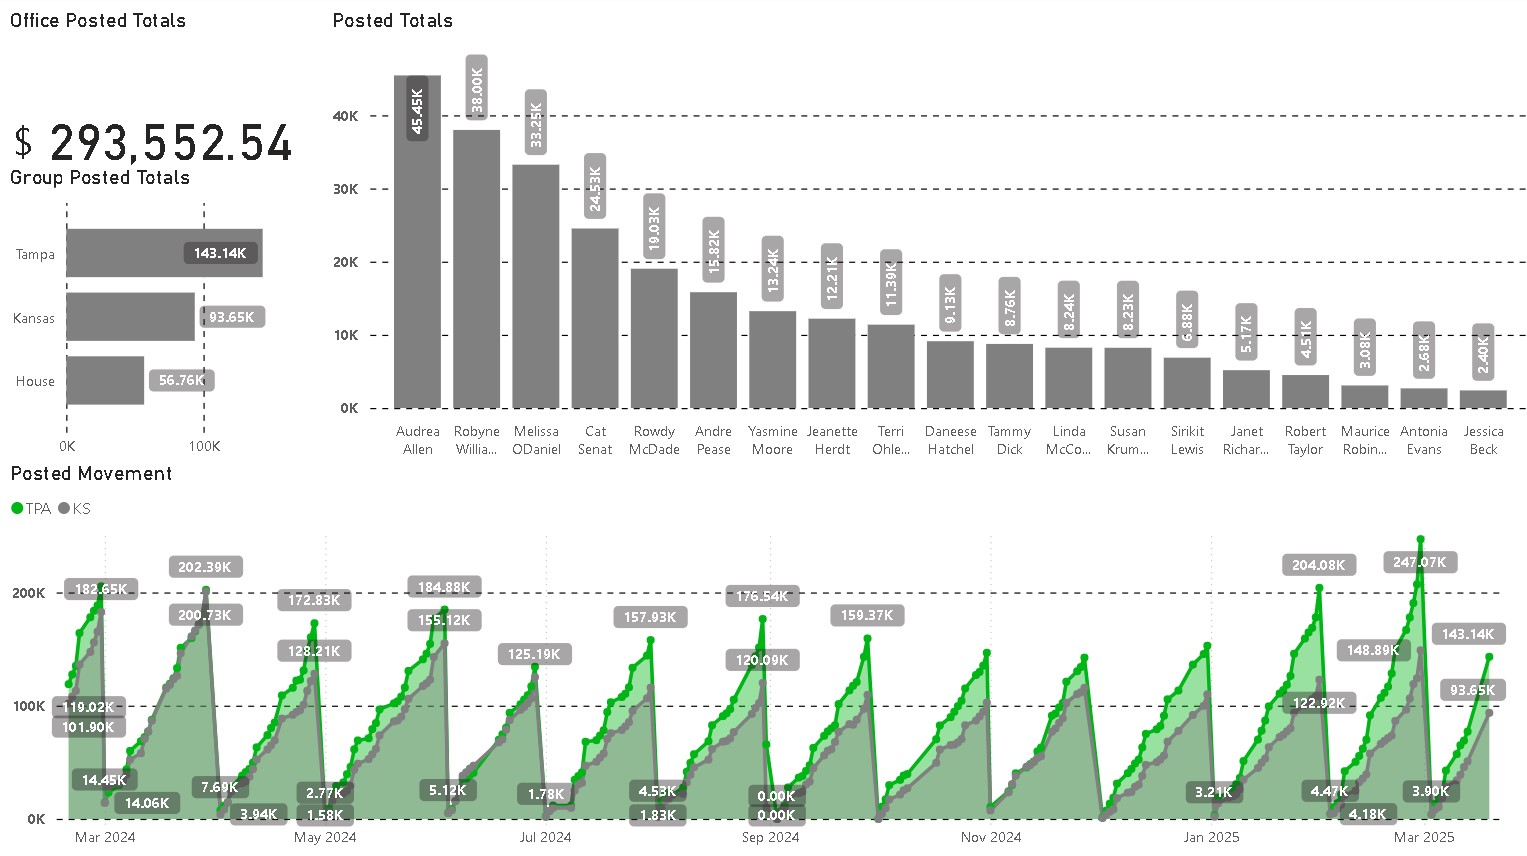 Office Posted Totals
$ 293,552.54
Group Posted Totals
Tampa
143.14K
Kansas
93.65K
House
56.76K
0K
100K
Posted Totals
40K
30K
20K
10K
0K
45.45K
38.00K
33.25K
24.53K
19.03K
15.82K
13.24K
12.21K
11.39K
9.13K
8.76K
8.24K
8.23K
6.88K
5.17K
4.51K
3.08K
2.68K
2.40K
Audrea Allen
Robyne Willia...
Melissa ODaniel
Cat Senat
Rowdy McDade
Andre Pease
Yasmine Moore
Jeanette Herdt
Terri Ohle...
Daneese Hatchel
Tammy Dick
Linda McCo...
Susan Krum...
Sirikit Lewis
Janet Richar...
Robert Taylor
Maurice Robin...
Antonia Evans
Jessica Beck
Posted Movement
TPA KS
200K
100K
0K
182.65K
119.02K
101.90K
14.45K
14.06K
202.39K
200.73K
7.69K
3.94K
172.83K
128.21K
2.77K
1.58K
184.88K
155.12K
5.12K
125.19K
1.78K
157.93K
4.53K
1.83K
176.54K
120.09K
0.00K
0.00K
159.37K
3.21K
204.08K
122.92K
4.47K
4.18K
247.07K
148.89K
3.90K
143.14K
93.65K
Mar 2024
May 2024
Jul 2024
Sep 2024
Nov 2024
Jan 2025
Mar 2025